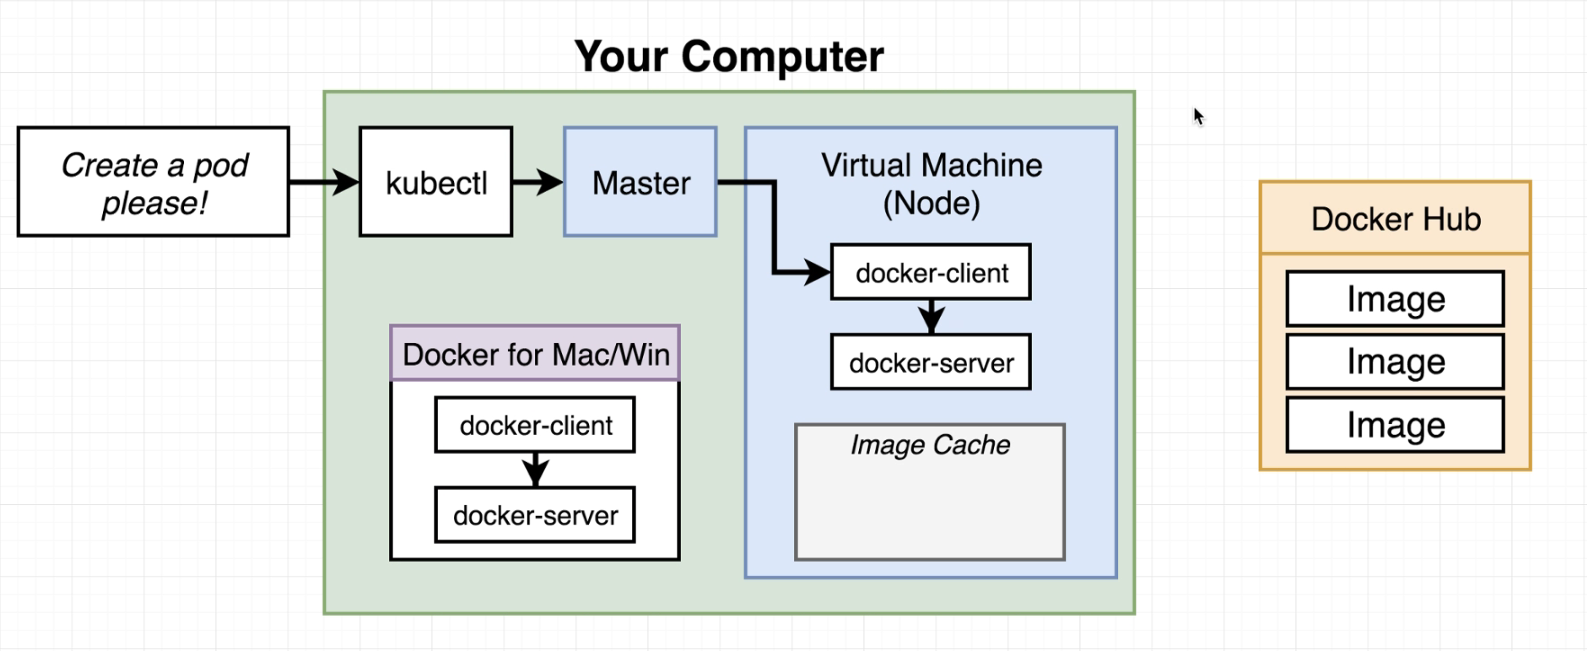 Your Computer
Create a pod
please!
kubectl
Master
Virtual Machine
(Node)
docker-client
docker-server
Image Cache
Docker for Mac/Win
docker-client
docker-server
Docker Hub
Image
Image
Image